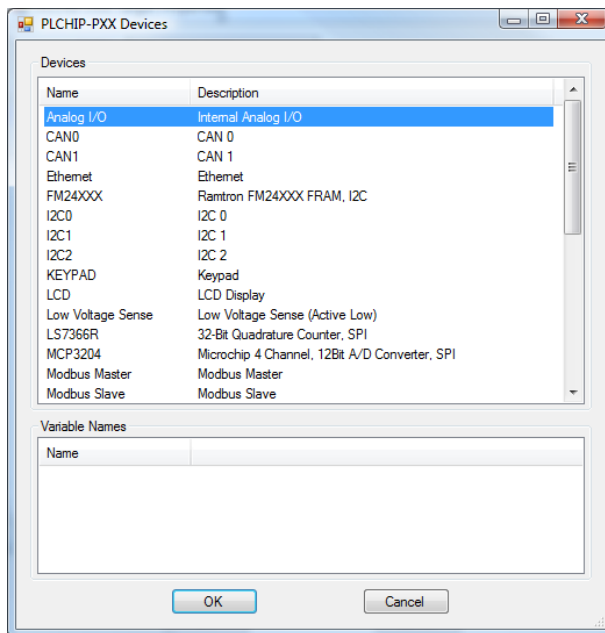 PLCHIP-PXX Devices
Devices
Name Description
Analog I/O Internal Analog I/O
CAN0 CAN 0
CAN1 CAN 1
Ethernet Ethernet
FM24XXX Ramtron FM24XXX FRAM, I2C
I2C0 I2C 0
I2C1 I2C 1
I2C2 I2C 2
KEYPAD Keypad
LCD LCD Display
Low Voltage Sense Low Voltage Sense (Active Low)
LS7366R 32-Bit Quadrature Counter, SPI
MCP3204 Microchip 4 Channel, 12Bit A/D Converter, SPI
Modbus Master Modbus Master
Modbus Slave Modbus Slave
Variable Names
Name
OK Cancel